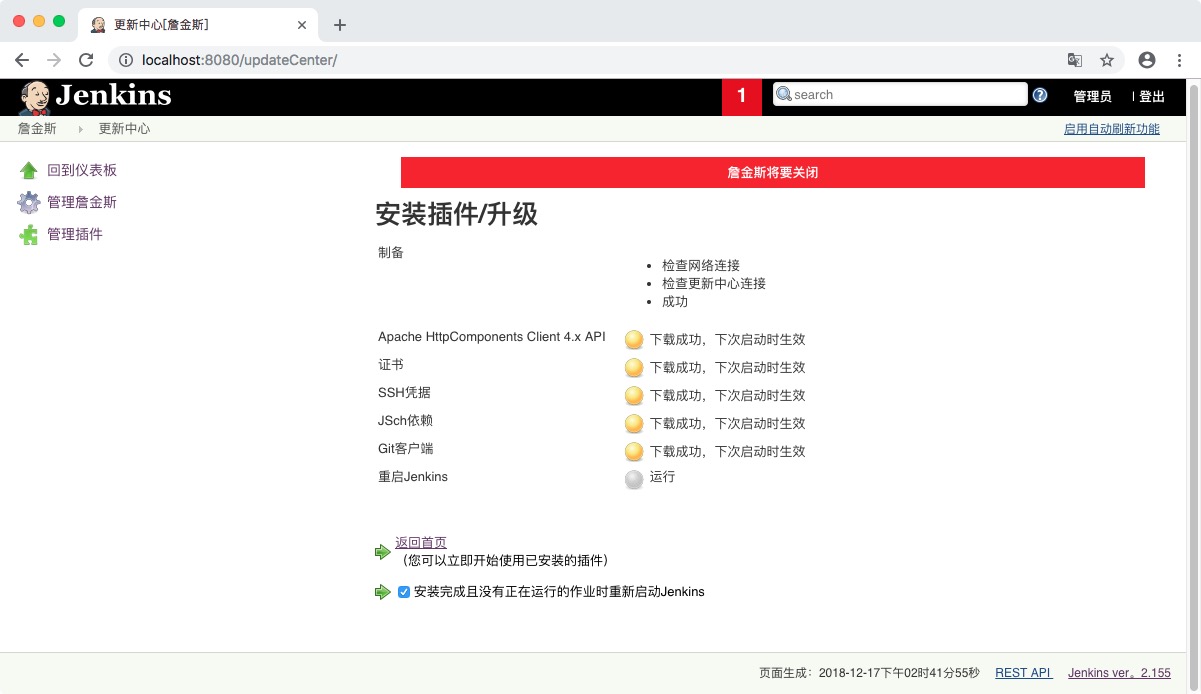 更新中心[詹金斯]
localhost:8080/updateCenter/
Jenkins
1
search
管理员
登出
詹金斯
更新中心
启用自动刷新功能
回到仪表板
管理詹金斯
管理插件
詹金斯将要关闭
安装插件/升级
制备
检查网络连接
检查更新中心连接
成功
Apache HttpComponents Client 4.x API 下载成功，下次启动时生效
证书 下载成功，下次启动时生效
SSH凭据 下载成功，下次启动时生效
JSch依赖 下载成功，下次启动时生效
Git客户端 下载成功，下次启动时生效
重启Jenkins 运行
返回首页
（您可以立即开始使用已安装的插件）
安装完成且没有正在运行的作业时重新启动Jenkins
页面生成：2018-12-17下午02时41分55秒 REST API Jenkins ver。2.155